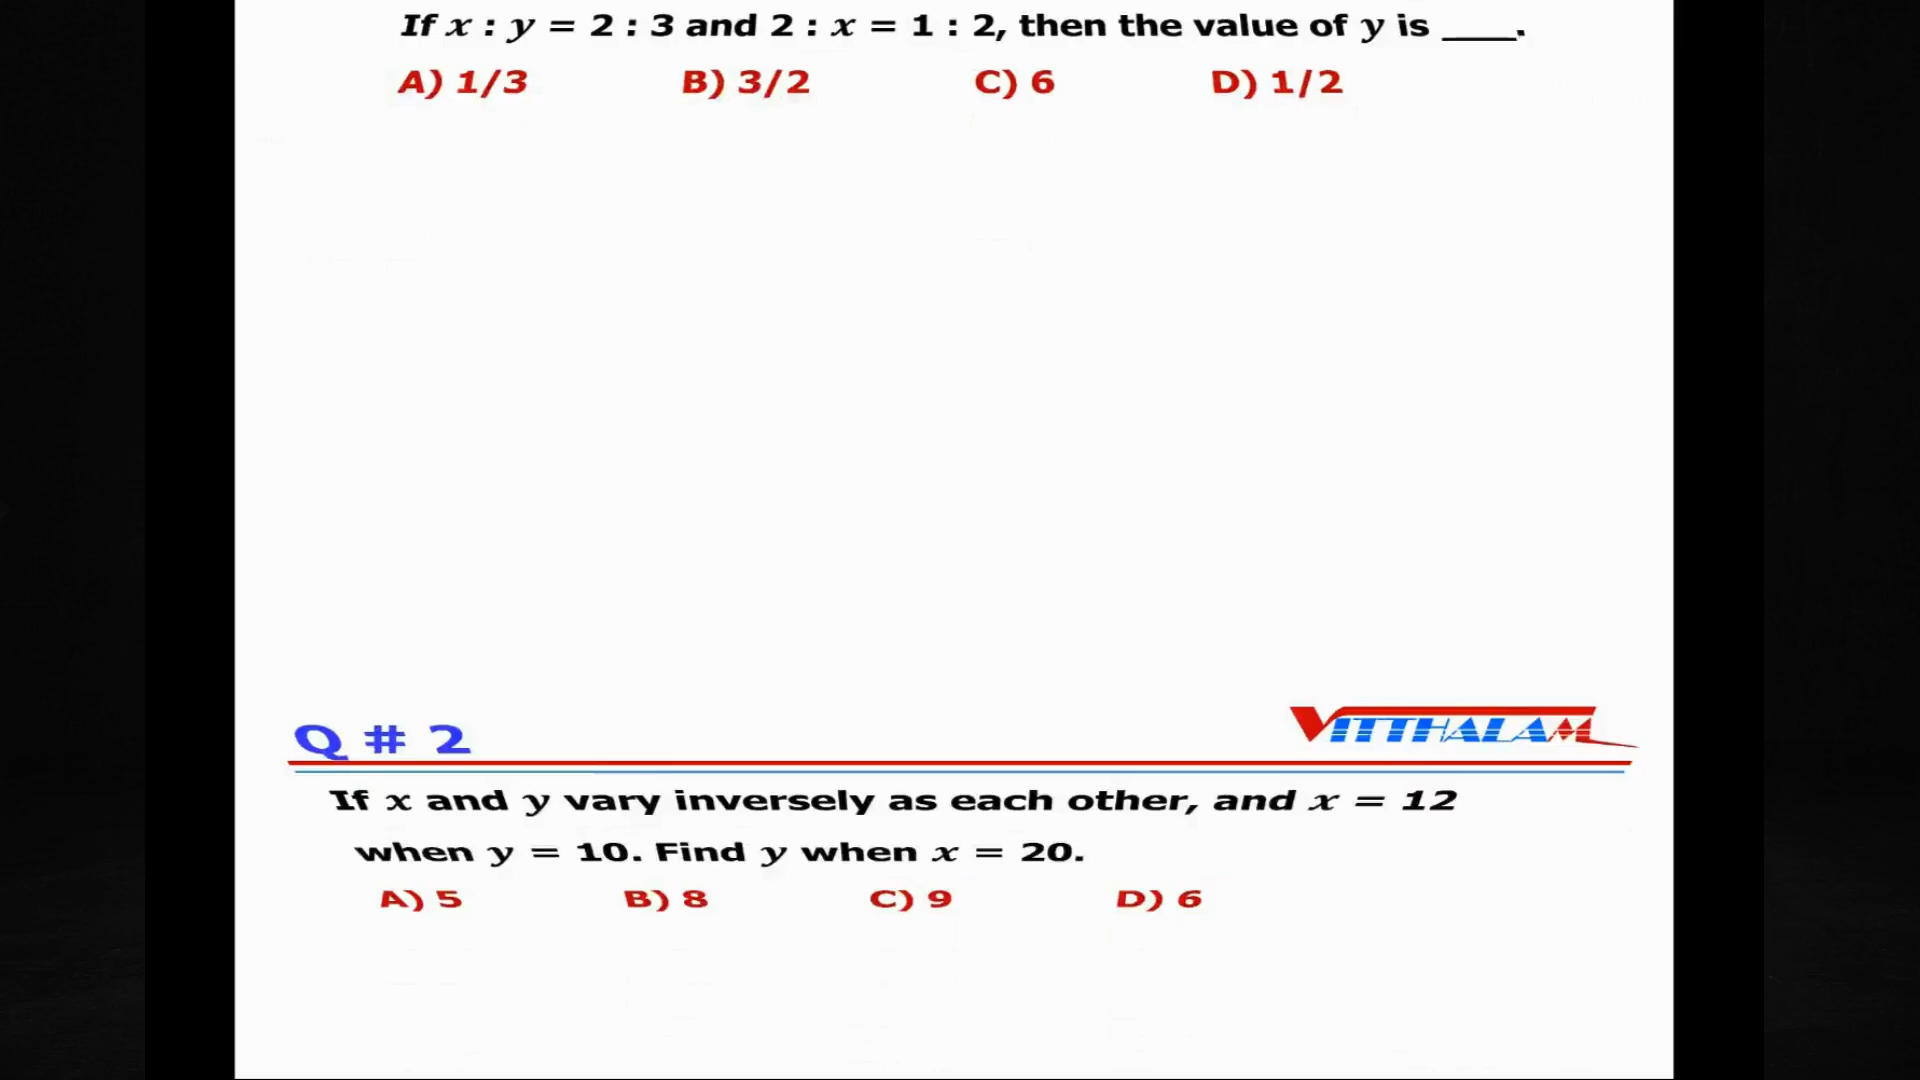 If x : y = 2 : 3 and 2 : x = 1 : 2, then the value of y is ____.
A) 1/3 B) 3/2 C) 6 D) 1/2
Q # 2 VITTHALAM
If x and y vary inversely as each other, and x = 12
when y = 10. Find y when x = 20.
A) 5 B) 8 C) 9 D) 6